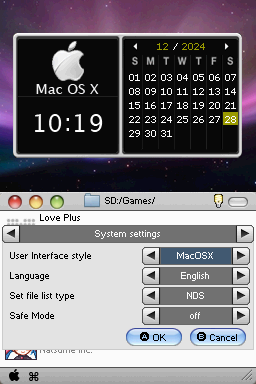 Mac OS X
10:19
12 / 2024
S M T W T F S
01 02 03 04 05 06 07
08 09 10 11 12 13 14
15 16 17 18 19 20 21
22 23 24 25 26 27 28
29 30 31
SD:/Games/
Love Plus
System settings
User Interface style MacOSX
Language English
Set file list type NDS
Safe Mode off
A OK B Cancel
Natsume Inc.